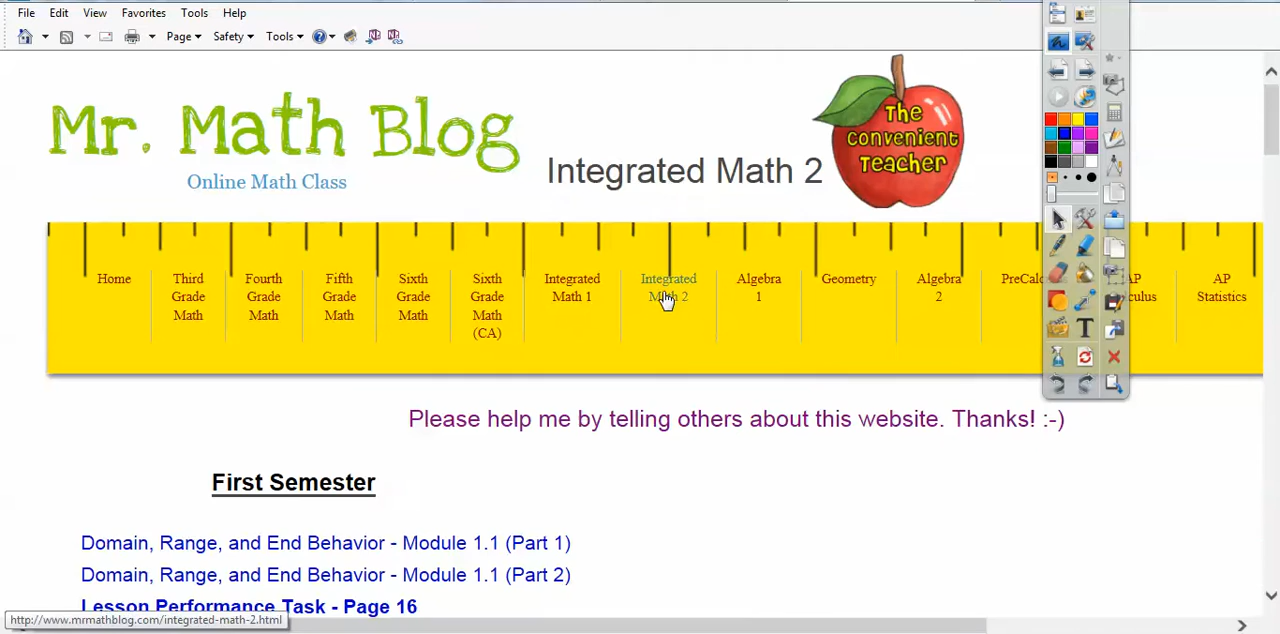 File Edit View Favorites Tools Help
Page Safety Tools
Mr. Math Blog
Online Math Class
Integrated Math 2
The
Convenient
Teacher
Home
Third
Grade
Math
Fourth
Grade
Math
Fifth
Grade
Math
Sixth
Grade
Math
Sixth
Grade
Math
(CA)
Integrated
Math 1
Integrated
Math 2
Algebra
1
Geometry
Algebra
2
AP
Statistics
Please help me by telling others about this website. Thanks! :-)
First Semester
Domain, Range, and End Behavior - Module 1.1 (Part 1)
Domain, Range, and End Behavior - Module 1.1 (Part 2)
Lesson Performance Task - Page 16
http://www.mrmathblog.com/integrated-math-2.html